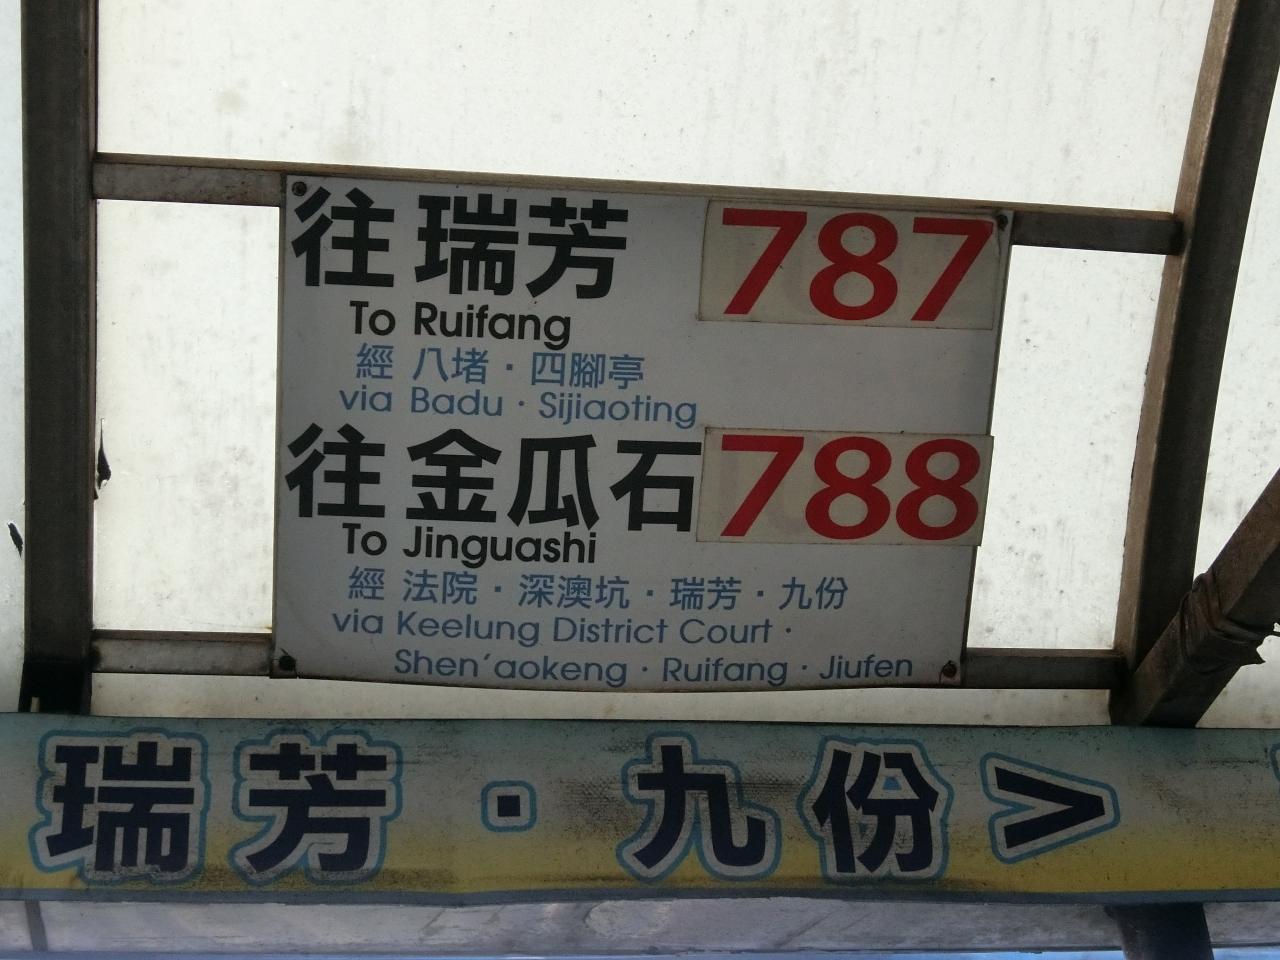 往瑞芳 787
To Ruifang
經 八堵·四腳亭
via Badu · Sijiaoting
往金瓜石 788
To Jinguashi
經 法院·深澳坑·瑞芳·九份
via Keelung District Court ·
Shen'aokeng · Ruifang · Jiufen
瑞芳·九份>